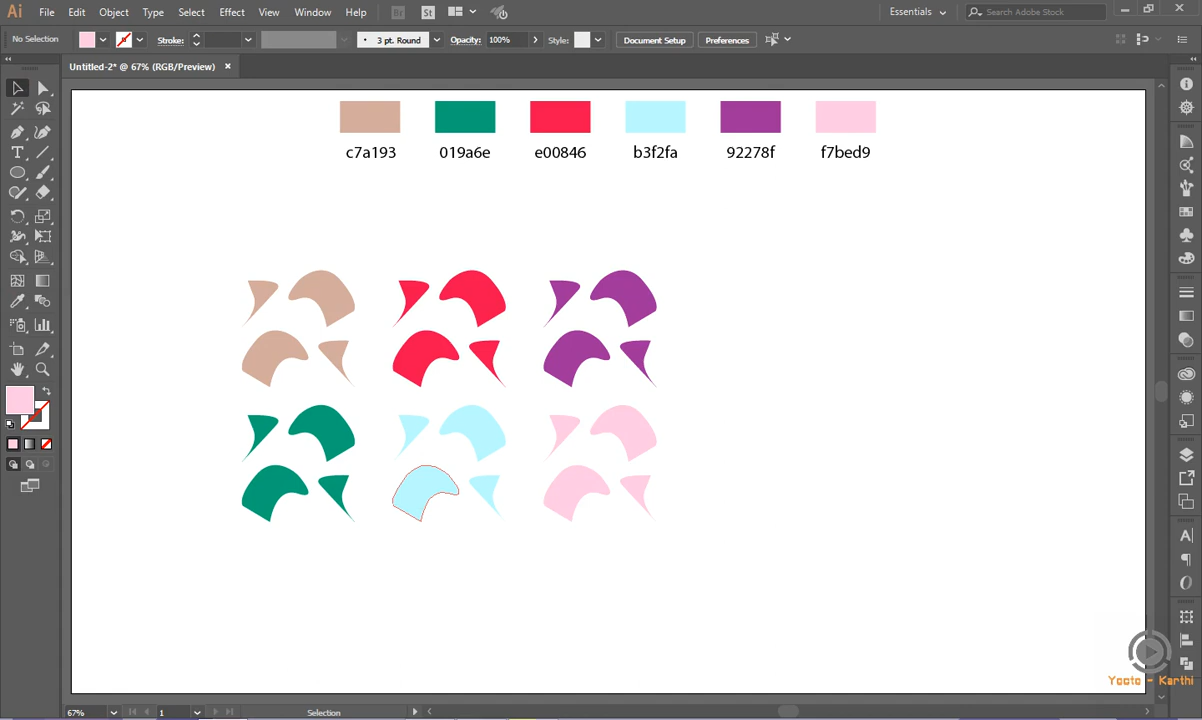 Ai File Edit Object Type Select Effect View Window Help Br St Essentials Search Adobe Stock
No Selection Stroke: 3 pt. Round Opacity: 100% Style: Document Setup Preferences
Untitled-2* @ 67% (RGB/Preview) ×
c7a193 019a6e e00846 b3f2fa 92278f f7bed9
Yooto - Karthi
67% 1 Selection